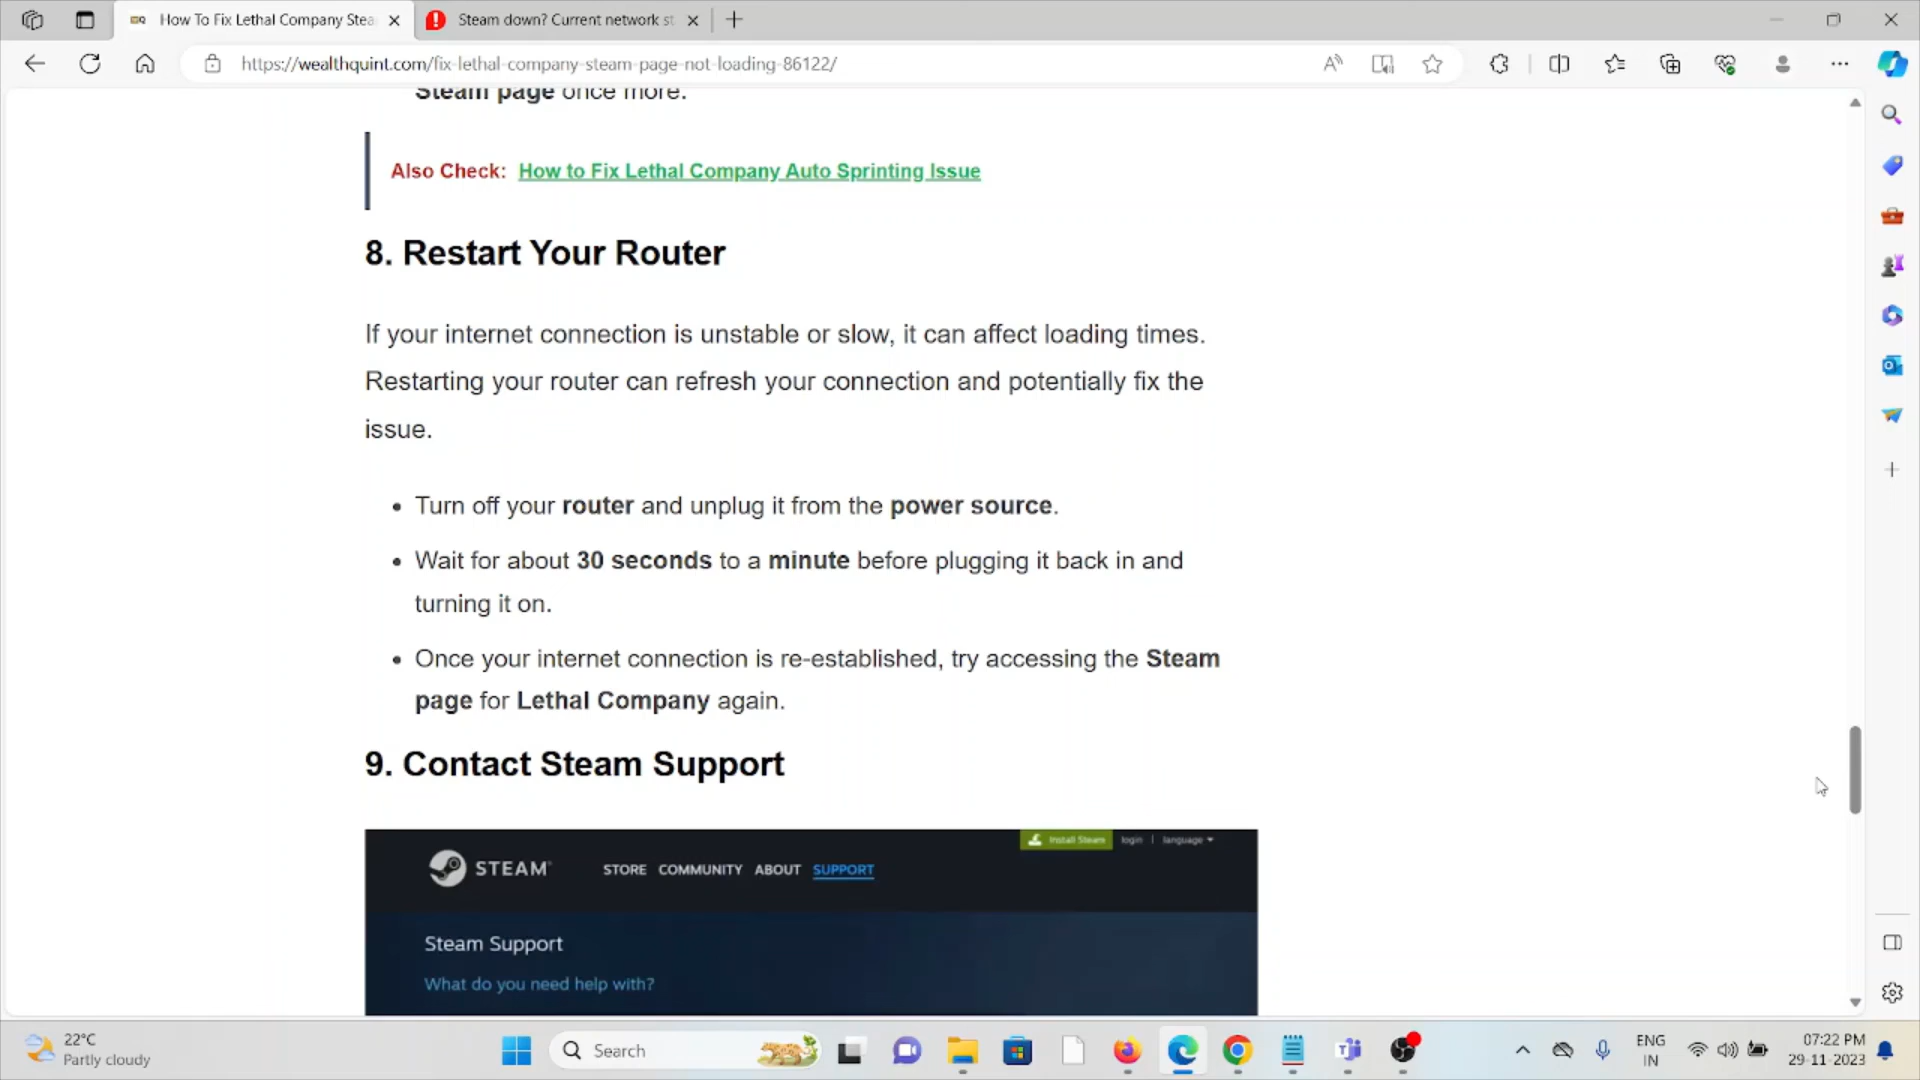 How To Fix Lethal Company Stea
Steam down? Current network st
https://wealthquint.com/fix-lethal-company-steam-page-not-loading-86122/
Steam page once more.
Also Check: How to Fix Lethal Company Auto Sprinting Issue
8. Restart Your Router
If your internet connection is unstable or slow, it can affect loading times.
Restarting your router can refresh your connection and potentially fix the
issue.
• Turn off your router and unplug it from the power source.
• Wait for about 30 seconds to a minute before plugging it back in and
turning it on.
• Once your internet connection is re-established, try accessing the Steam
page for Lethal Company again.
9. Contact Steam Support
Install Steam login | language
STEAM STORE COMMUNITY ABOUT SUPPORT
Steam Support
What do you need help with?
22°C
Partly cloudy
Search
ENG
IN
07:22 PM
29-11-2023